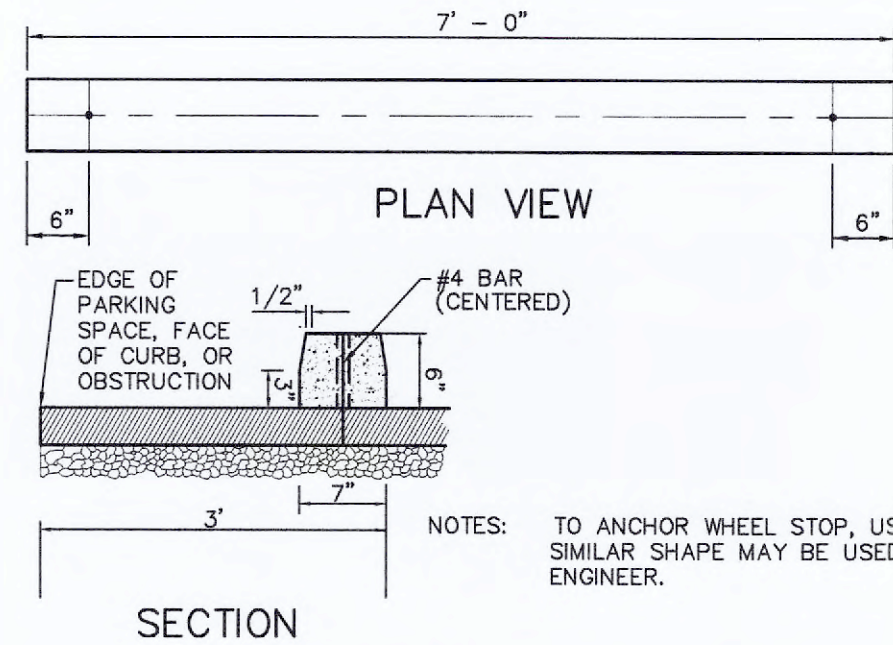 7' - 0"
PLAN VIEW
6"
6"
EDGE OF
PARKING
SPACE, FACE
OF CURB, OR
OBSTRUCTION
1/2"
#4 BAR
(CENTERED)
3"
6"
7"
3'
NOTES: TO ANCHOR WHEEL STOP, US
SIMILAR SHAPE MAY BE USED
ENGINEER.
SECTION